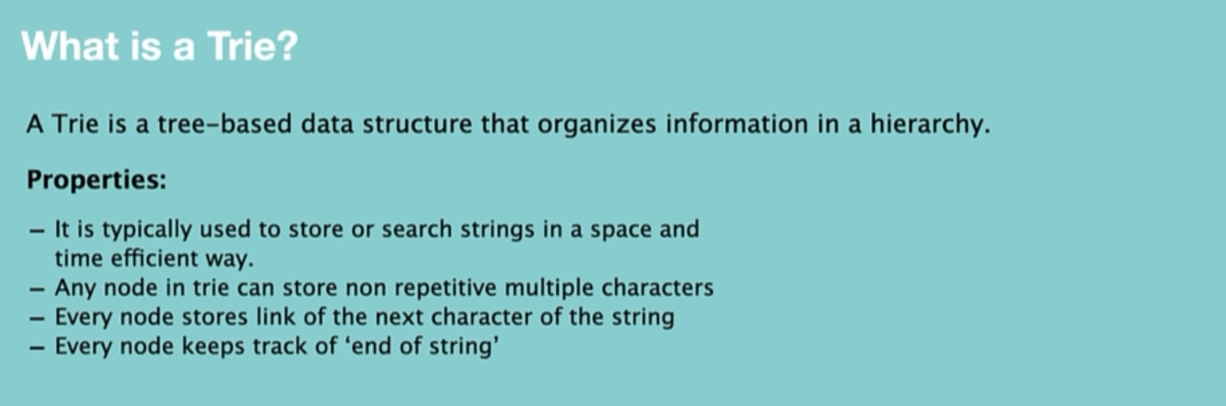 What is a Trie?
A Trie is a tree-based data structure that organizes information in a hierarchy.
Properties:
– It is typically used to store or search strings in a space and
time efficient way.
– Any node in trie can store non repetitive multiple characters
– Every node stores link of the next character of the string
– Every node keeps track of ‘end of string’